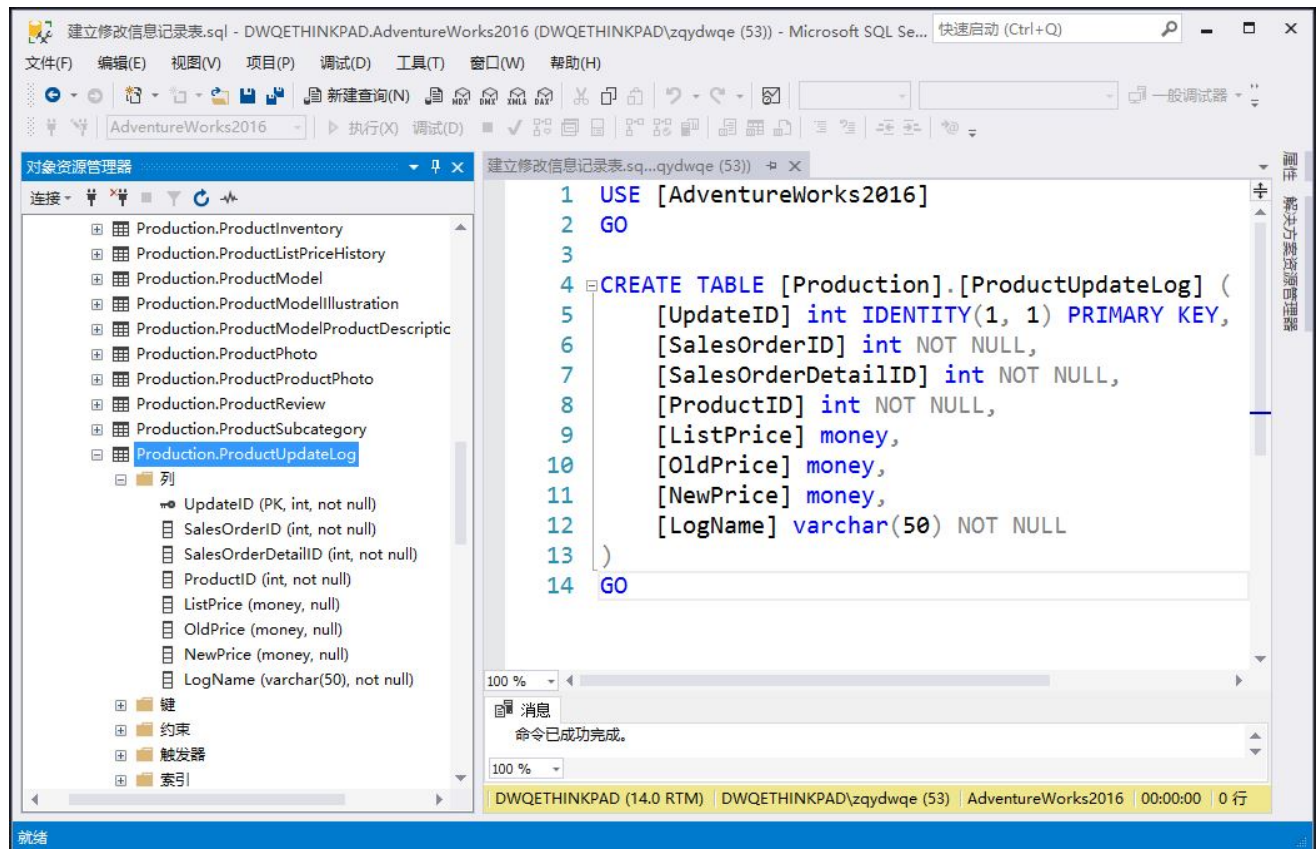 建立修改信息记录表.sql - DWQETHINKPAD.AdventureWorks2016 (DWQETHINKPAD\zqydwqe (53)) - Microsoft SQL Se...
快速启动 (Ctrl+Q)
文件(F) 编辑(E) 视图(V) 项目(P) 调试(D) 工具(T) 窗口(W) 帮助(H)
新建查询(N) MDX DMX XMLA DAX 一般调试器
AdventureWorks2016 执行(X) 调试(D)
对象资源管理器
连接
Production.ProductInventory
Production.ProductListPriceHistory
Production.ProductModel
Production.ProductModelIllustration
Production.ProductModelProductDescriptic
Production.ProductPhoto
Production.ProductProductPhoto
Production.ProductReview
Production.ProductSubcategory
Production.ProductUpdateLog
列
UpdateID (PK, int, not null)
SalesOrderID (int, not null)
SalesOrderDetailID (int, not null)
ProductID (int, not null)
ListPrice (money, null)
OldPrice (money, null)
NewPrice (money, null)
LogName (varchar(50), not null)
键
约束
触发器
索引
建立修改信息记录表.sq...qydwqe (53))
1 USE [AdventureWorks2016]
2 GO
3
4 CREATE TABLE [Production].[ProductUpdateLog] (
5 [UpdateID] int IDENTITY(1, 1) PRIMARY KEY,
6 [SalesOrderID] int NOT NULL,
7 [SalesOrderDetailID] int NOT NULL,
8 [ProductID] int NOT NULL,
9 [ListPrice] money,
10 [OldPrice] money,
11 [NewPrice] money,
12 [LogName] varchar(50) NOT NULL
13 )
14 GO
100 %
消息
命令已成功完成。
100 %
DWQETHINKPAD (14.0 RTM) DWQETHINKPAD\zqydwqe (53) AdventureWorks2016 00:00:00 0 行
属性
解决方案资源管理器
就绪